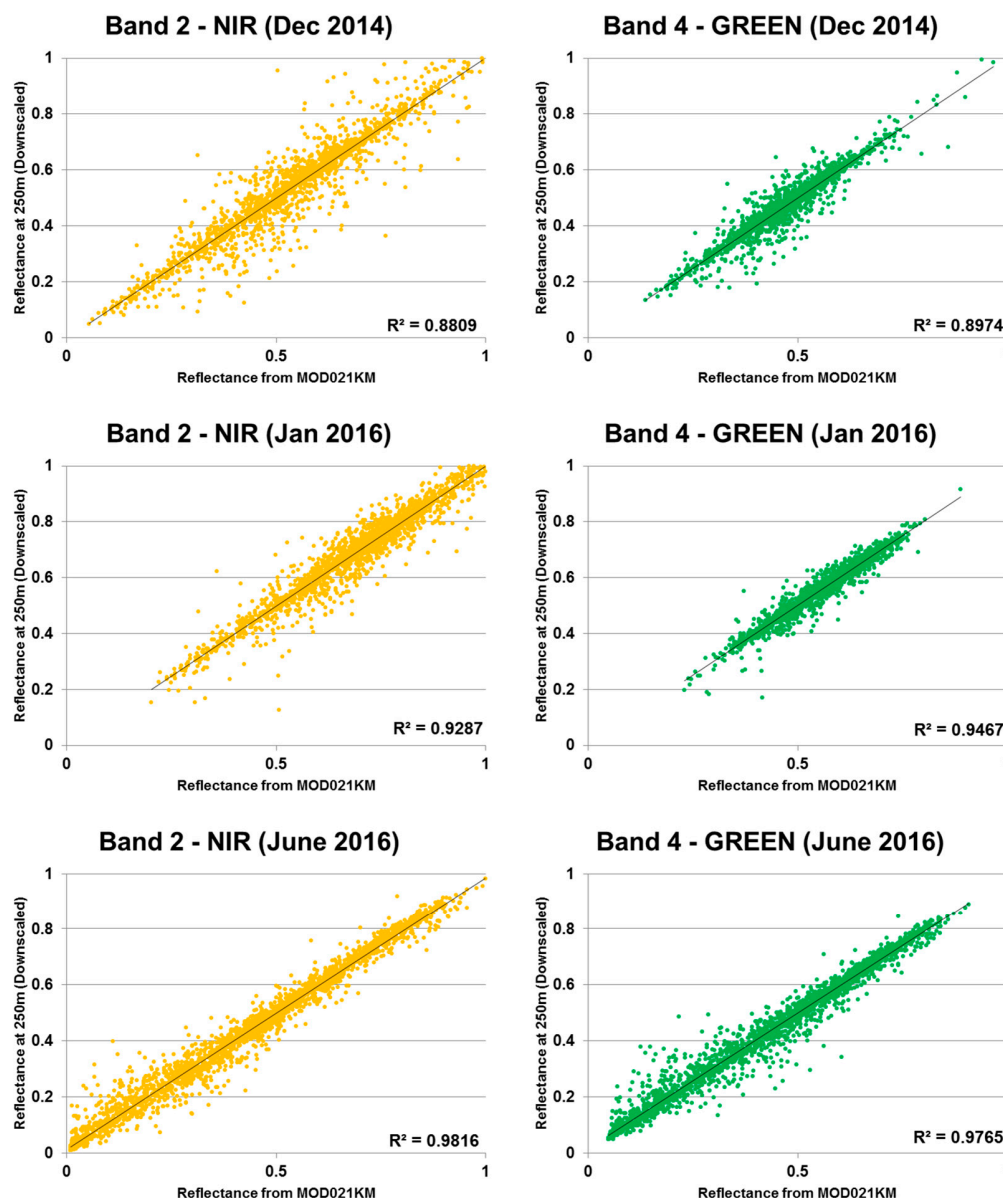 Band 2 - NIR (Dec 2014)
Reflectance at 250m (Downscaled)
1
0.8
0.6
0.4
0.2
0
R² = 0.8809
0
0.5
1
Reflectance from MOD021KM
Band 4 - GREEN (Dec 2014)
Reflectance at 250m (Downscaled)
1
0.8
0.6
0.4
0.2
0
R² = 0.8974
0
0.5
Reflectance from MOD021KM
Band 2 - NIR (Jan 2016)
Reflectance at 250m (Downscaled)
1
0.8
0.6
0.4
0.2
0
R² = 0.9287
0
0.5
1
Reflectance from MOD021KM
Band 4 - GREEN (Jan 2016)
Reflectance at 250m (Downscaled)
1
0.8
0.6
0.4
0.2
0
R² = 0.9467
0
0.5
Reflectance from MOD021KM
Band 2 - NIR (June 2016)
Reflectance at 250m (Downscaled)
1
0.8
0.6
0.4
0.2
0
R² = 0.9816
0
0.5
1
Reflectance from MOD021KM
Band 4 - GREEN (June 2016)
Reflectance at 250m (Downscaled)
1
0.8
0.6
0.4
0.2
0
R² = 0.9765
0
0.5
Reflectance from MOD021KM